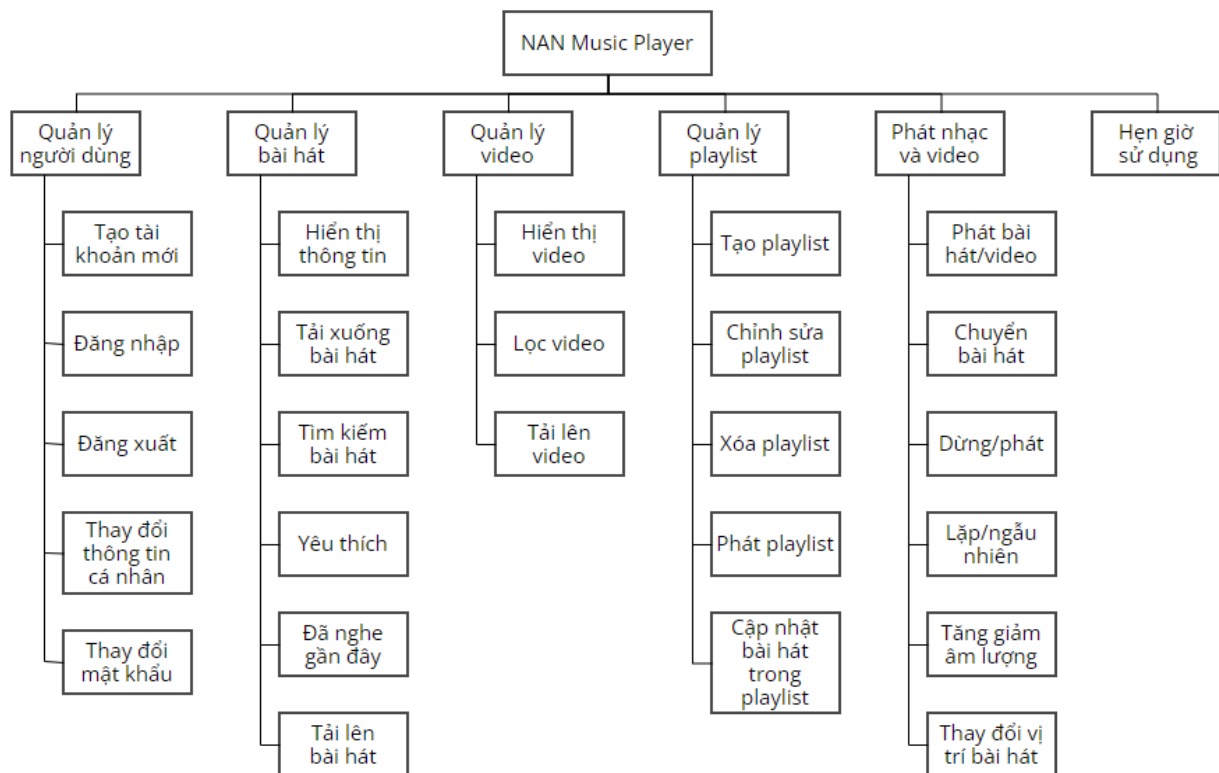 NAN Music Player
Quản lý
người dùng
Quản lý
bài hát
Quản lý
video
Quản lý
playlist
Phát nhạc
và video
Hẹn giờ
sử dụng
Tạo tài
khoản mới
Đăng nhập
Đăng xuất
Thay đổi
thông tin
cá nhân
Thay đổi
mật khẩu
Hiển thị
thông tin
Tải xuống
bài hát
Tìm kiếm
bài hát
Yêu thích
Đã nghe
gần đây
Tải lên
bài hát
Hiển thị
video
Lọc video
Tải lên
video
Tạo playlist
Chỉnh sửa
playlist
Xóa playlist
Phát playlist
Cập nhật
bài hát
trong
playlist
Phát bài
hát/video
Chuyển
bài hát
Dừng/phát
Lặp/ngẫu
nhiên
Tăng giảm
âm lượng
Thay đổi vị
trí bài hát